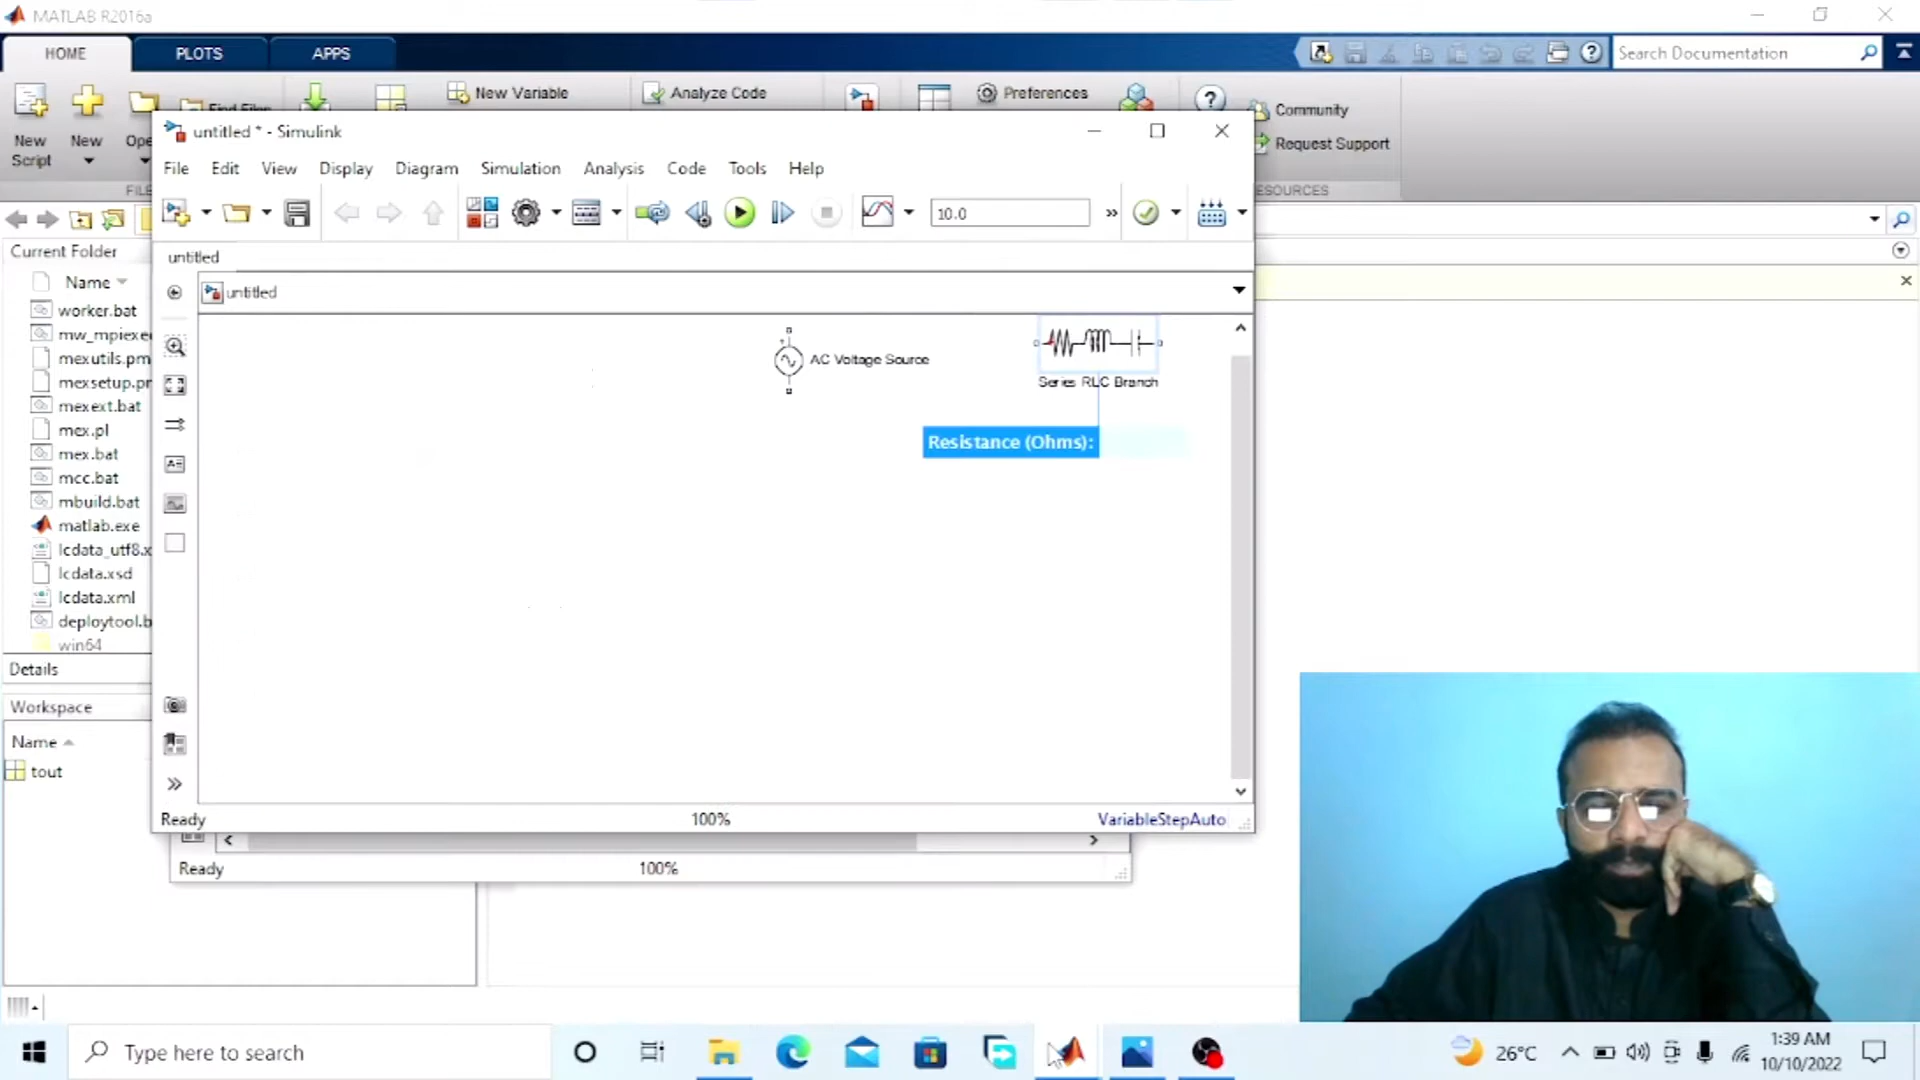 MATLAB R2016a
HOME
PLOTS
APPS
Search Documentation
New Script
New
Find Files
New Variable
Analyze Code
Preferences
Community
Request Support
untitled * - Simulink
File Edit View Display Diagram Simulation Analysis Code Tools Help
10.0
Current Folder
untitled
untitled
Name
worker.bat
mex.pl
mexext.bat
mex.bat
mcc.bat
mbuild.bat
matlab.exe
lcdata_utf8.x
lcdata.xsd
lcdata.xml
deploytool.b
win64
AC Voltage Source
Series RLC Branch
Resistance (Ohms):
Details
Workspace
Name
tout
Ready
100%
VariableStepAuto
Ready
100%
Type here to search
26°C
1:39 AM
10/10/2022